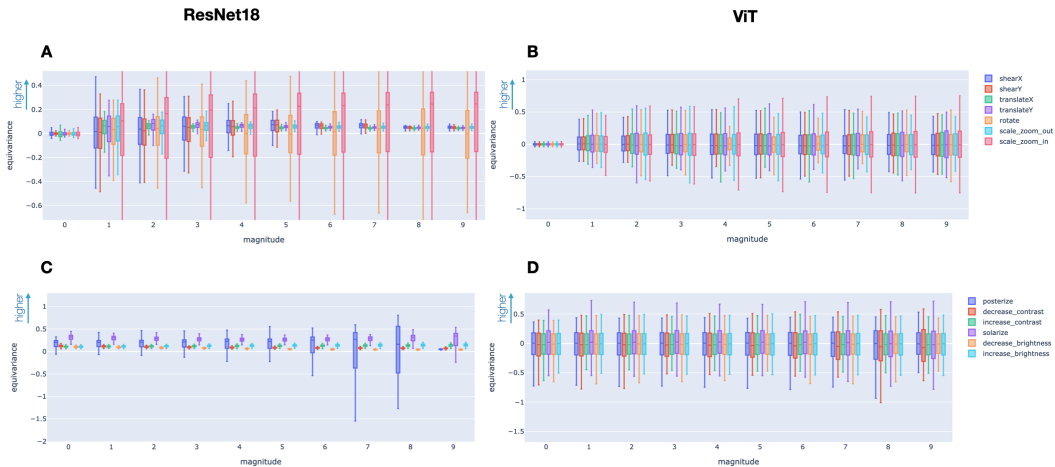 ResNet18
ViT
A
B
higher
equivariance
0.4
0.2
0
−0.2
−0.4
−0.6
0 1 2 3 4 5 6 7 8 9
magnitude
higher
equivariance
1
0.5
0
−0.5
−1
0 1 2 3 4 5 6 7 8 9
magnitude
shearX
shearY
translateX
translateY
rotate
scale_zoom_out
scale_zoom_in
C
D
higher
equivariance
1
0.5
0
−0.5
−1
−1.5
−2
0 1 2 3 4 5 6 7 8 9
magnitude
higher
equivariance
0.5
0
−0.5
−1
−1.5
0 1 2 3 4 5 6 7 8 9
magnitude
posterize
decrease_contrast
increase_contrast
solarize
decrease_brightness
increase_brightness